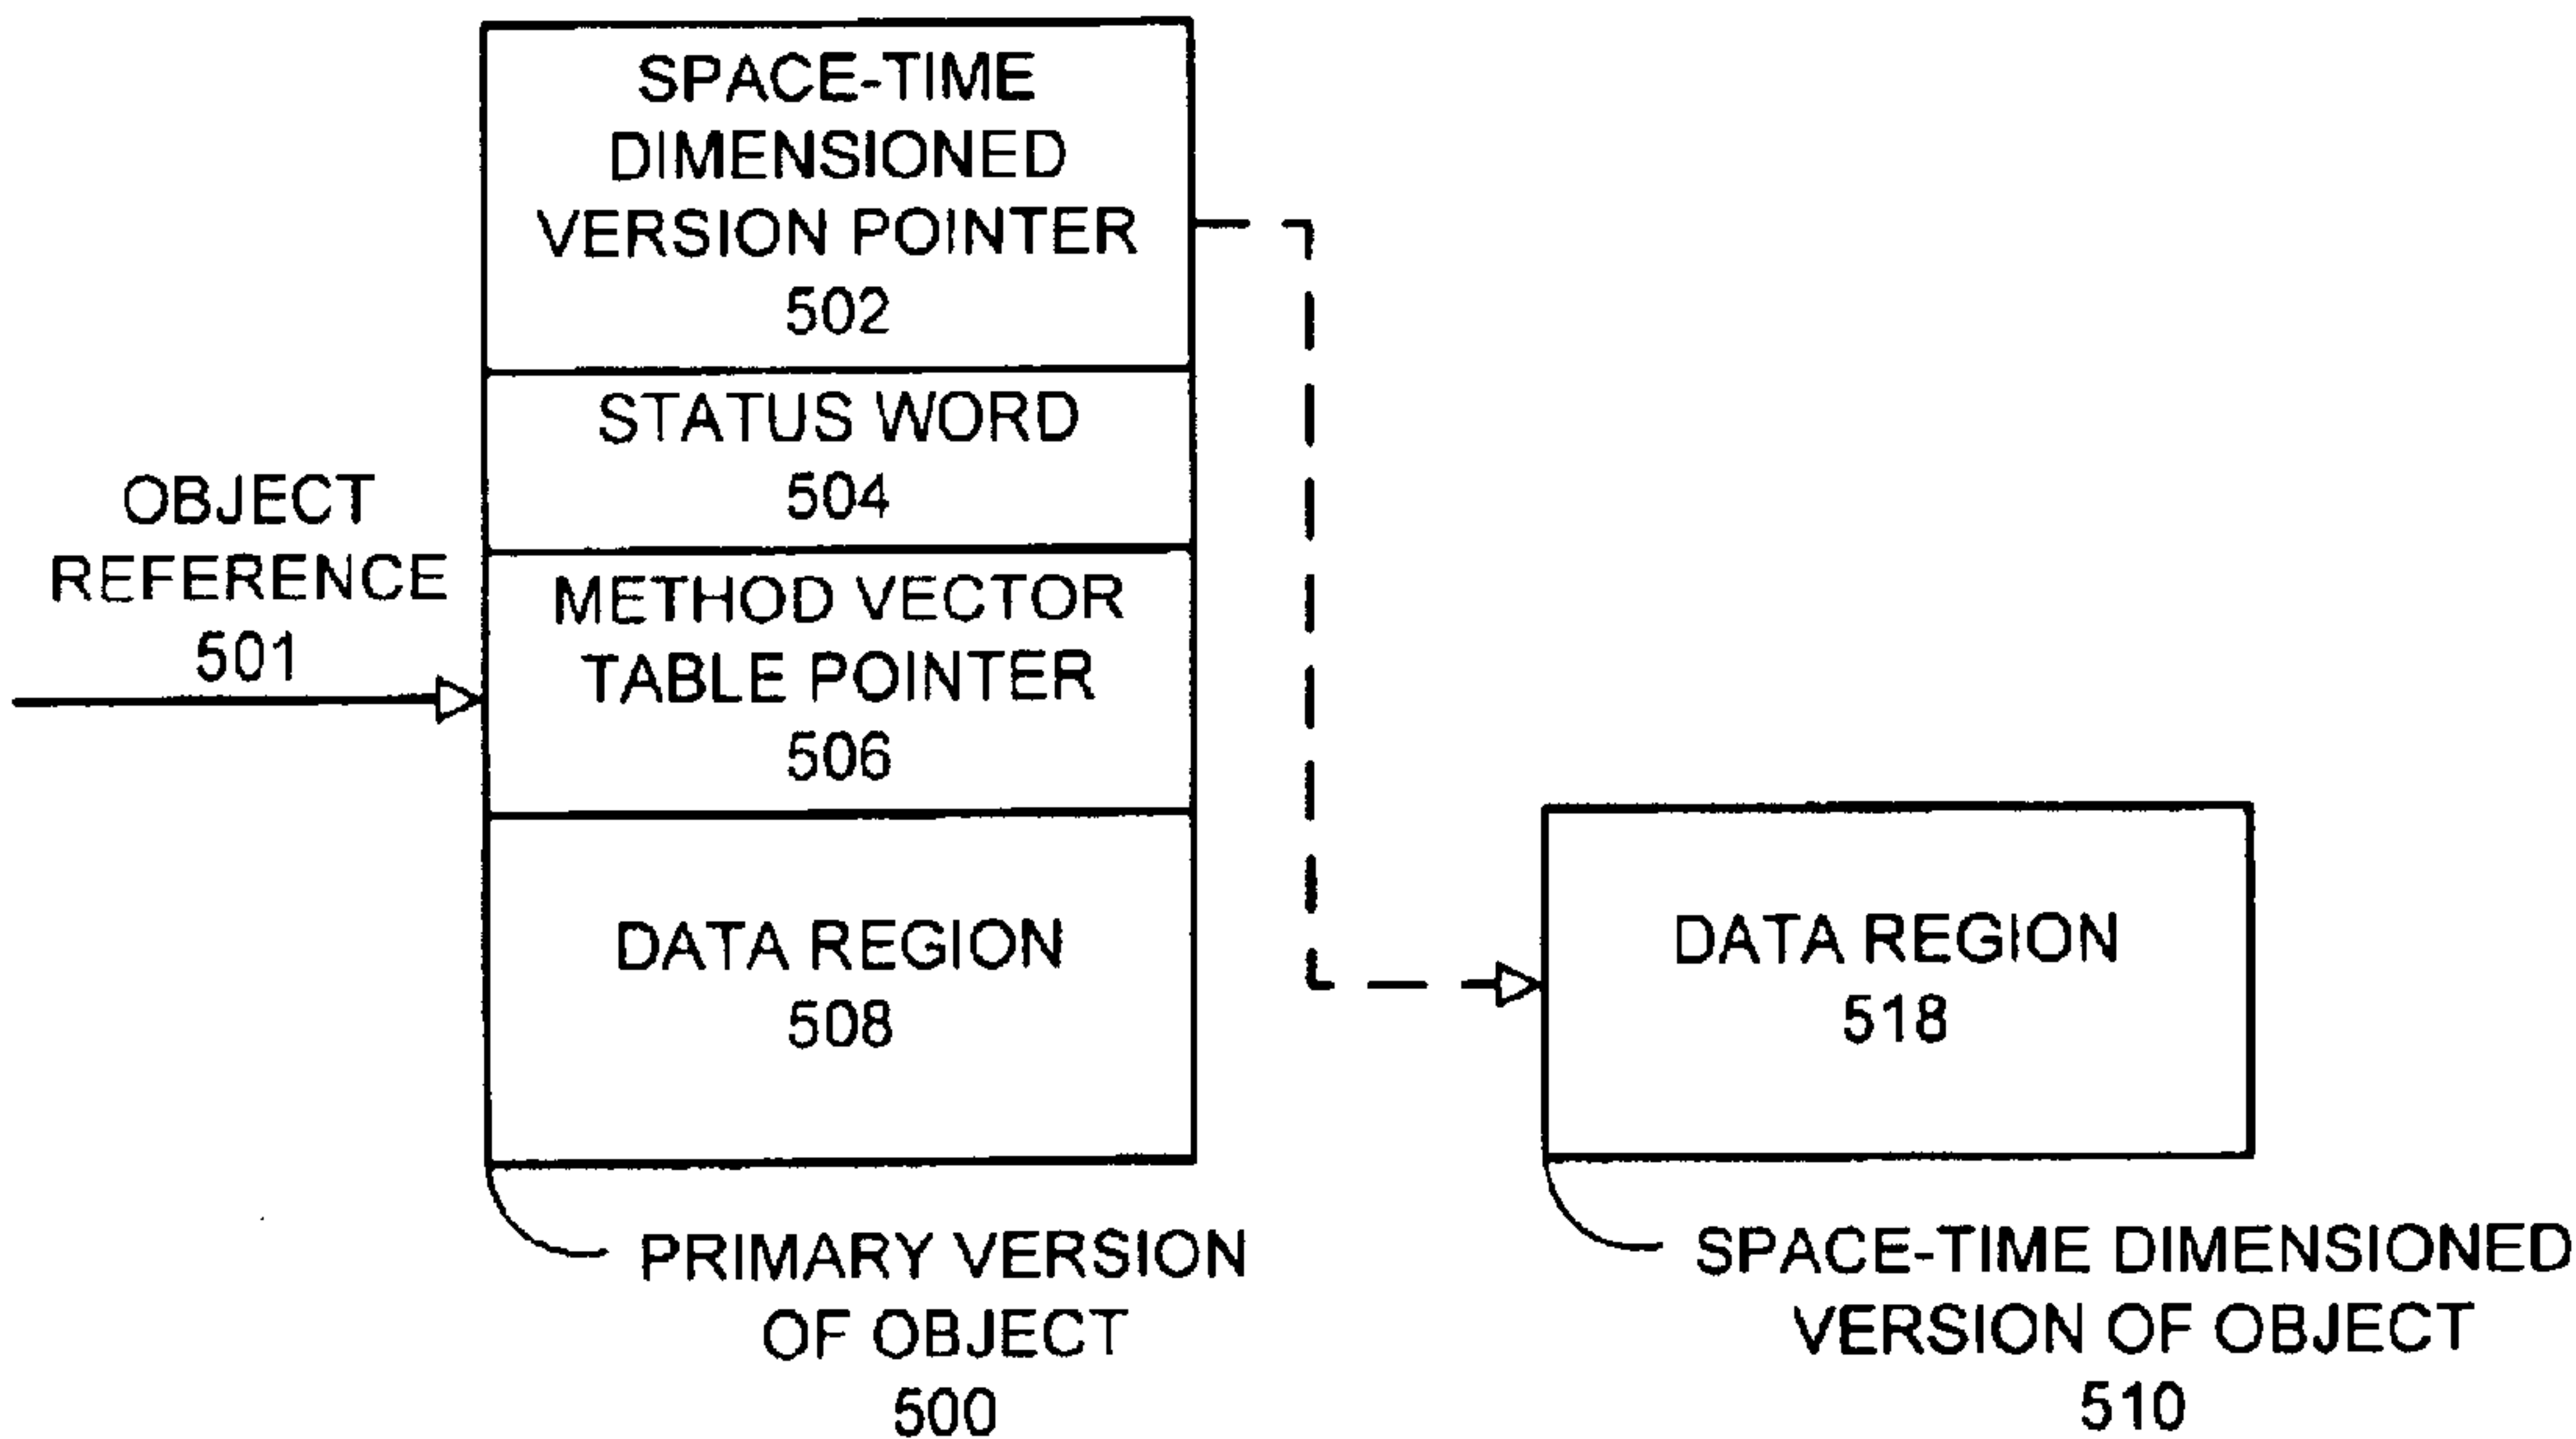 SPACE-TIME
DIMENSIONED
VERSION POINTER
502
STATUS WORD
504
OBJECT
REFERENCE
501
METHOD VECTOR
TABLE POINTER
506
DATA REGION
508
DATA REGION
518
PRIMARY VERSION
OF OBJECT
500
SPACE-TIME DIMENSIONED
VERSION OF OBJECT
510